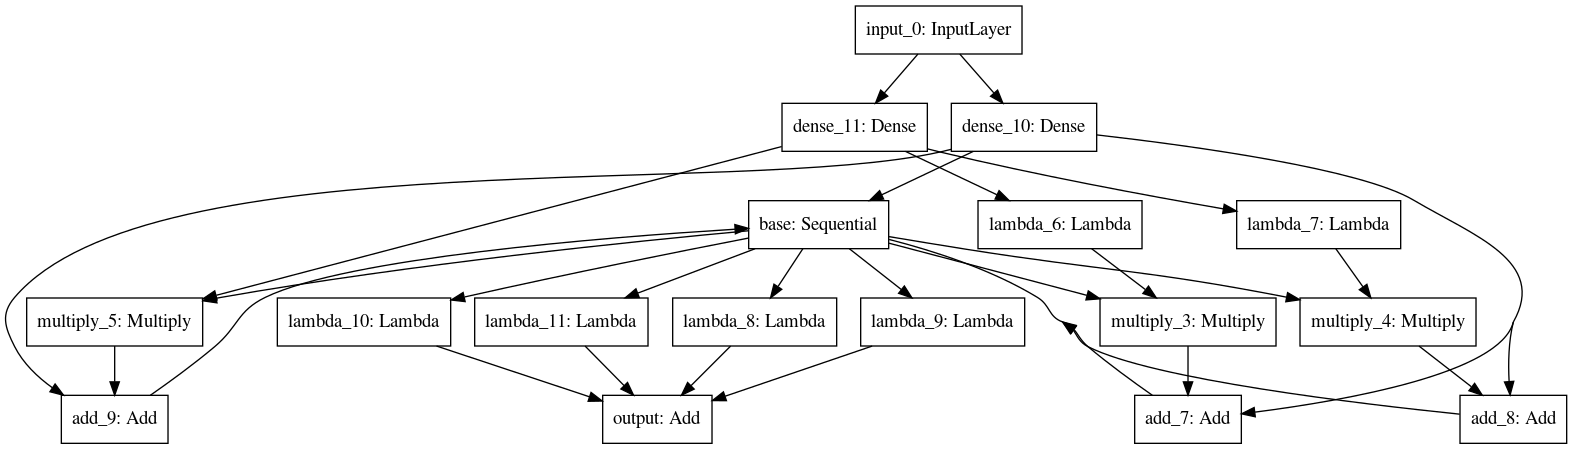 input_0: InputLayer
dense_11: Dense
dense_10: Dense
base: Sequential
lambda_6: Lambda
lambda_7: Lambda
multiply_5: Multiply
lambda_10: Lambda
lambda_11: Lambda
lambda_8: Lambda
lambda_9: Lambda
multiply_3: Multiply
multiply_4: Multiply
add_9: Add
output: Add
add_7: Add
add_8: Add